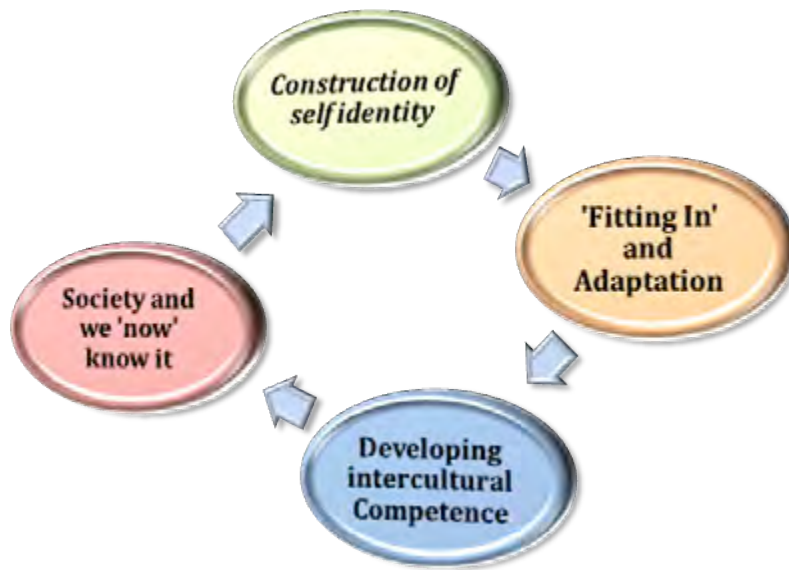 Construction of
self identity
'Fitting In'
and
Adaptation
Developing
intercultural
Competence
Society and
we 'now'
know it